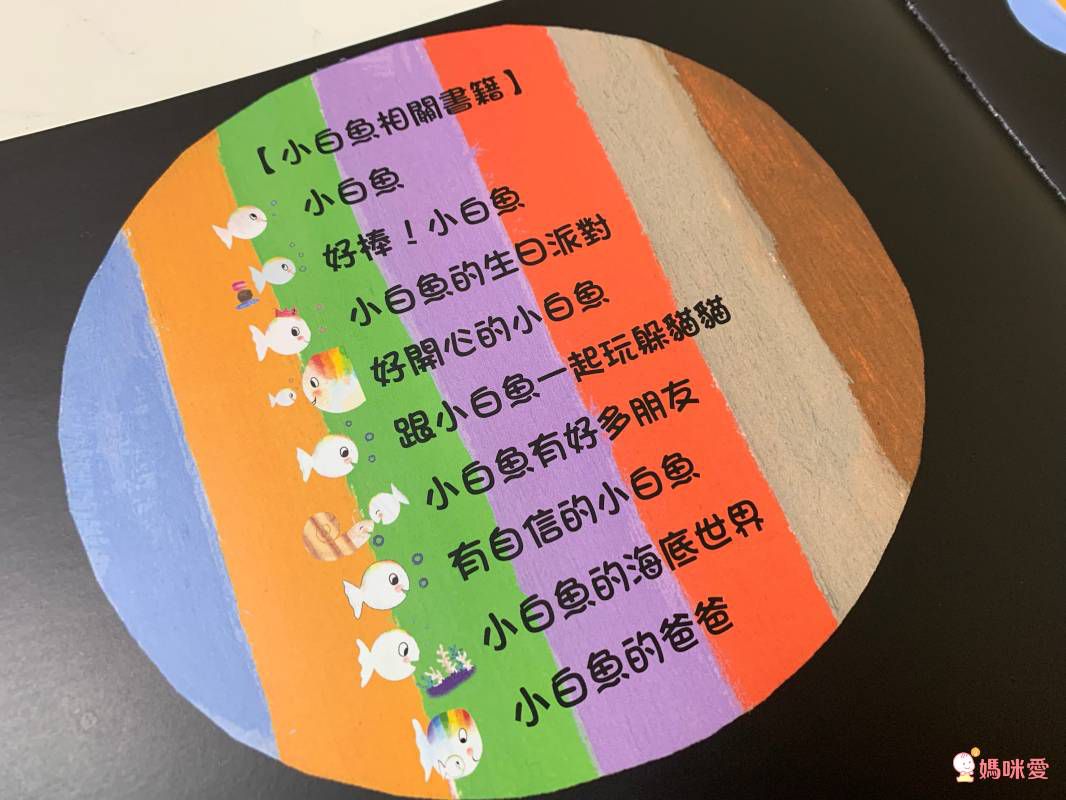 【小白魚相關書籍】
小白魚
好棒！小白魚
小白魚的生日派對
好開心的小白魚
跟小白魚一起玩躲貓貓
小白魚有好多朋友
有自信的小白魚
小白魚的海底世界
小白魚的爸爸
媽咪愛